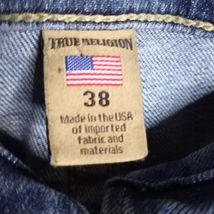 TRUE RELIGION
38
Made in the USA
of imported
fabric and
materials